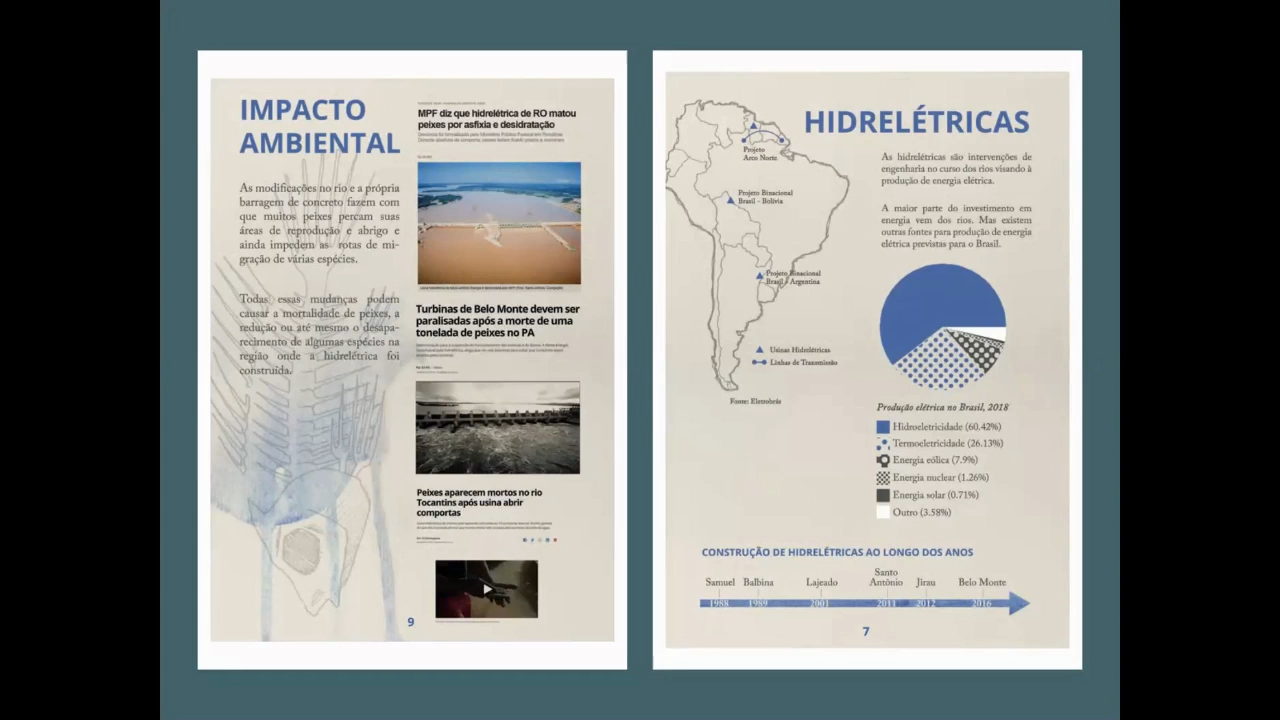 IMPACTO
AMBIENTAL
As modificações no rio e a própria
barragem de concreto fazem com
que muitos peixes percam suas
áreas de reprodução e abrigo e
ainda impedem as rotas de mi-
gração de várias espécies.
Todas essas mudanças podem
causar a mortalidade de peixes, a
redução ou até mesmo o desapa-
recimento de algumas espécies na
região onde a hidrelétrica foi
construída.
MPF diz que hidrelétrica de RO matou
peixes por asfixia e desidratação
Turbinas de Belo Monte devem ser
paralisadas após a morte de uma
tonelada de peixes no PA
Peixes aparecem mortos no rio
Tocantins após usina abrir
comportas
9
HIDRELÉTRICAS
As hidrelétricas são intervenções de
engenharia no curso dos rios visando à
produção de energia elétrica.
A maior parte do investimento em
energia vem dos rios. Mas existem
outras fontes para produção de energia
elétrica previstas para o Brasil.
Projeto
Arco Norte
Projeto Binacional
Brasil - Bolívia
Projeto Binacional
Brasil - Argentina
Usinas Hidrelétricas
Linhas de Transmissão
Fonte: Eletrobrás
Produção elétrica no Brasil, 2018
Hidroeletricidade (60.42%)
Termoeletricidade (26.13%)
Energia eólica (7.9%)
Energia nuclear (1.26%)
Energia solar (0.71%)
Outro (3.58%)
CONSTRUÇÃO DE HIDRELÉTRICAS AO LONGO DOS ANOS
Samuel Balbina Lajeado Santo Antônio Jirau Belo Monte
1988 1989 2001 2011 2012 2016
7